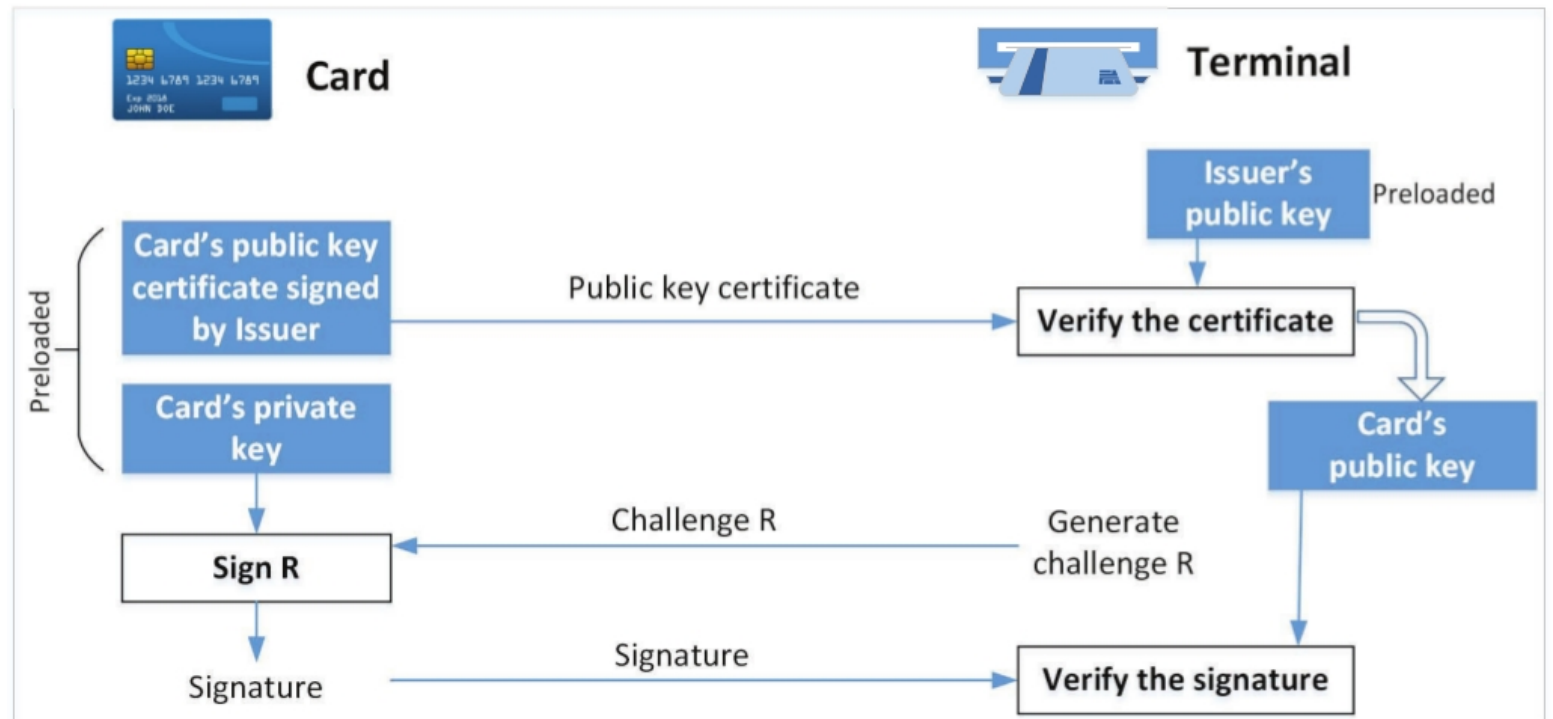 Card
Terminal
1234 6789 1234 6789
Exp 2018
JOHN DOE
Issuer's
public key
Preloaded
Preloaded
Card's public key
certificate signed
by Issuer
Public key certificate
Verify the certificate
Card's private
key
Card's
public key
Challenge R
Generate
challenge R
Sign R
Signature
Signature
Verify the signature